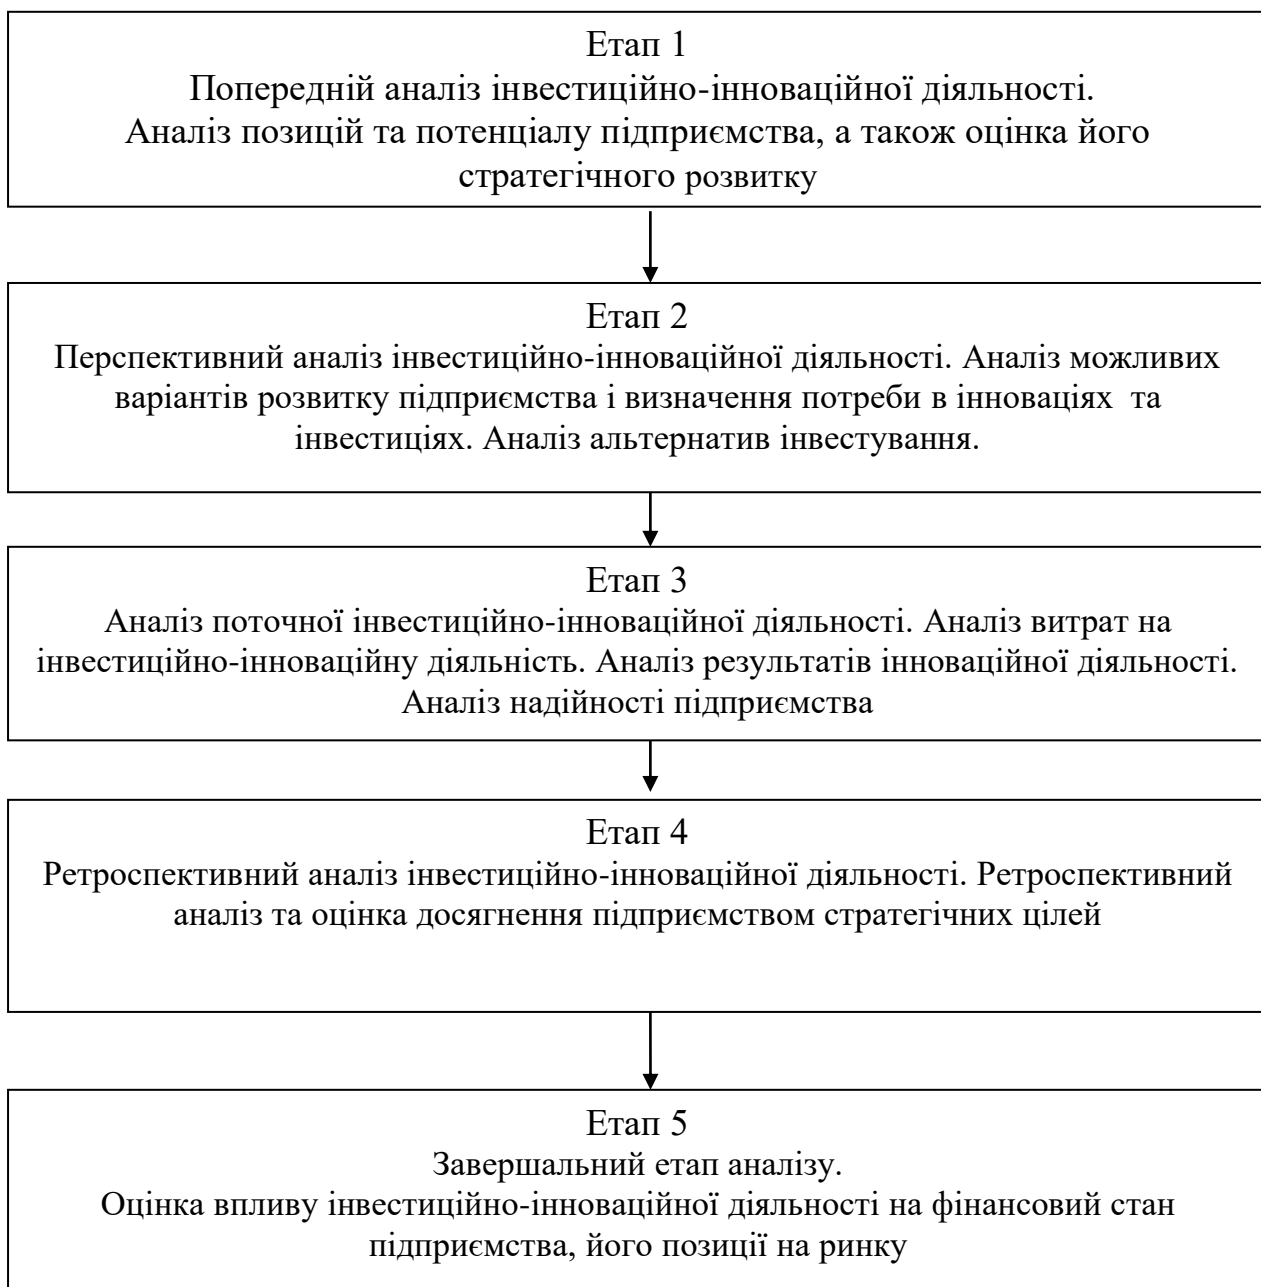 Етап 1
Попередній аналіз інвестиційно-інноваційної діяльності.
Аналіз позицій та потенціалу підприємства, а також оцінка його
стратегічного розвитку
Етап 2
Перспективний аналіз інвестиційно-інноваційної діяльності. Аналіз можливих
варіантів розвитку підприємства і визначення потреби в інноваціях та
інвестиціях. Аналіз альтернатив інвестування.
Етап 3
Аналіз поточної інвестиційно-інноваційної діяльності. Аналіз витрат на
інвестиційно-інноваційну діяльність. Аналіз результатів інноваційної діяльності.
Аналіз надійності підприємства
Етап 4
Ретроспективний аналіз інвестиційно-інноваційної діяльності. Ретроспективний
аналіз та оцінка досягнення підприємством стратегічних цілей
Етап 5
Завершальний етап аналізу.
Оцінка впливу інвестиційно-інноваційної діяльності на фінансовий стан
підприємства, його позиції на ринку